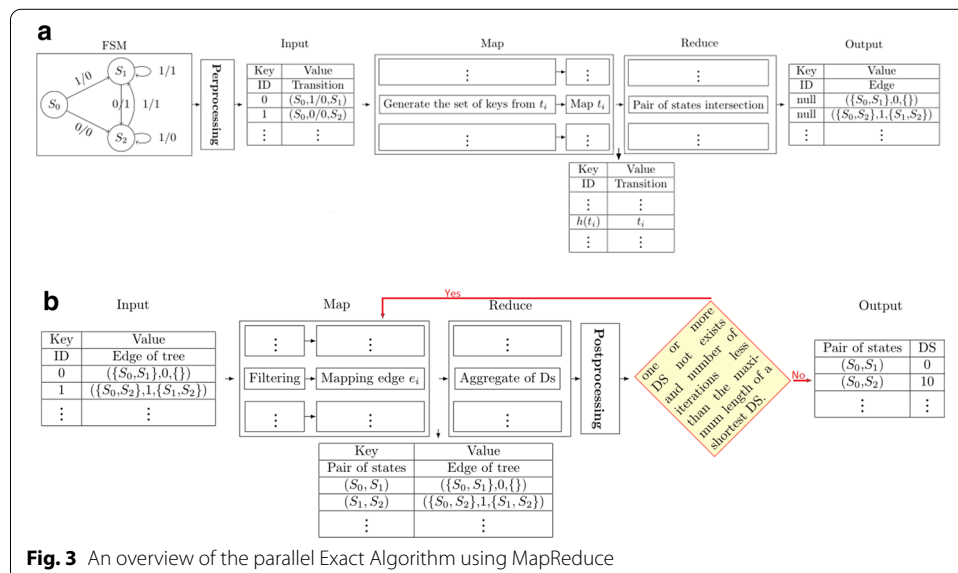 a
FSM
S0
S1
S2
1/0
1/1
0/1
1/1
0/0
1/0
Perprocessing
Input
Key Value
ID Transition
0 (S0,1/0,S1)
1 (S0,0/0,S2)
⋮ ⋮
Map
⋮ ⋮
Generate the set of keys from ti Map ti
⋮ ⋮
Reduce
⋮
Pair of states intersection
⋮
Output
Key Value
ID Edge
null ({S0,S1},0,{})
null ({S0,S2},1,{S1,S2})
⋮ ⋮
Key Value
ID Transition
⋮ ⋮
h(ti) ti
⋮ ⋮
b
Input
Key Value
ID Edge of tree
0 ({S0,S1},0,{})
1 ({S0,S2},1,{S1,S2})
⋮ ⋮
Map
⋮ ⋮
Filtering Mapping edge ei
⋮ ⋮
Reduce
⋮
Aggregate of Ds
⋮
Postprocessing
Yes
one or more
DS not exists
and number of
iterations less
than the maxi-
mum length of a
shortest DS.
No
Output
Pair of states DS
(S0,S1) 0
(S0,S2) 10
⋮ ⋮
Key Value
Pair of states Edge of tree
(S0,S1) ({S0,S1},0,{})
(S1,S2) ({S0,S2},1,{S1,S2})
⋮ ⋮
Fig. 3 An overview of the parallel Exact Algorithm using MapReduce